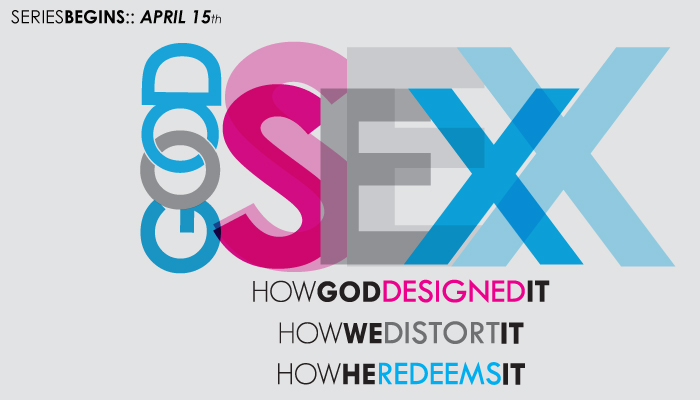 SERIESBEGINS:: APRIL 15th
GOOD
SEX
HOWGODDESIGNEDIT
HOWWEDISTORTIT
HOWHEREDEEMSIT